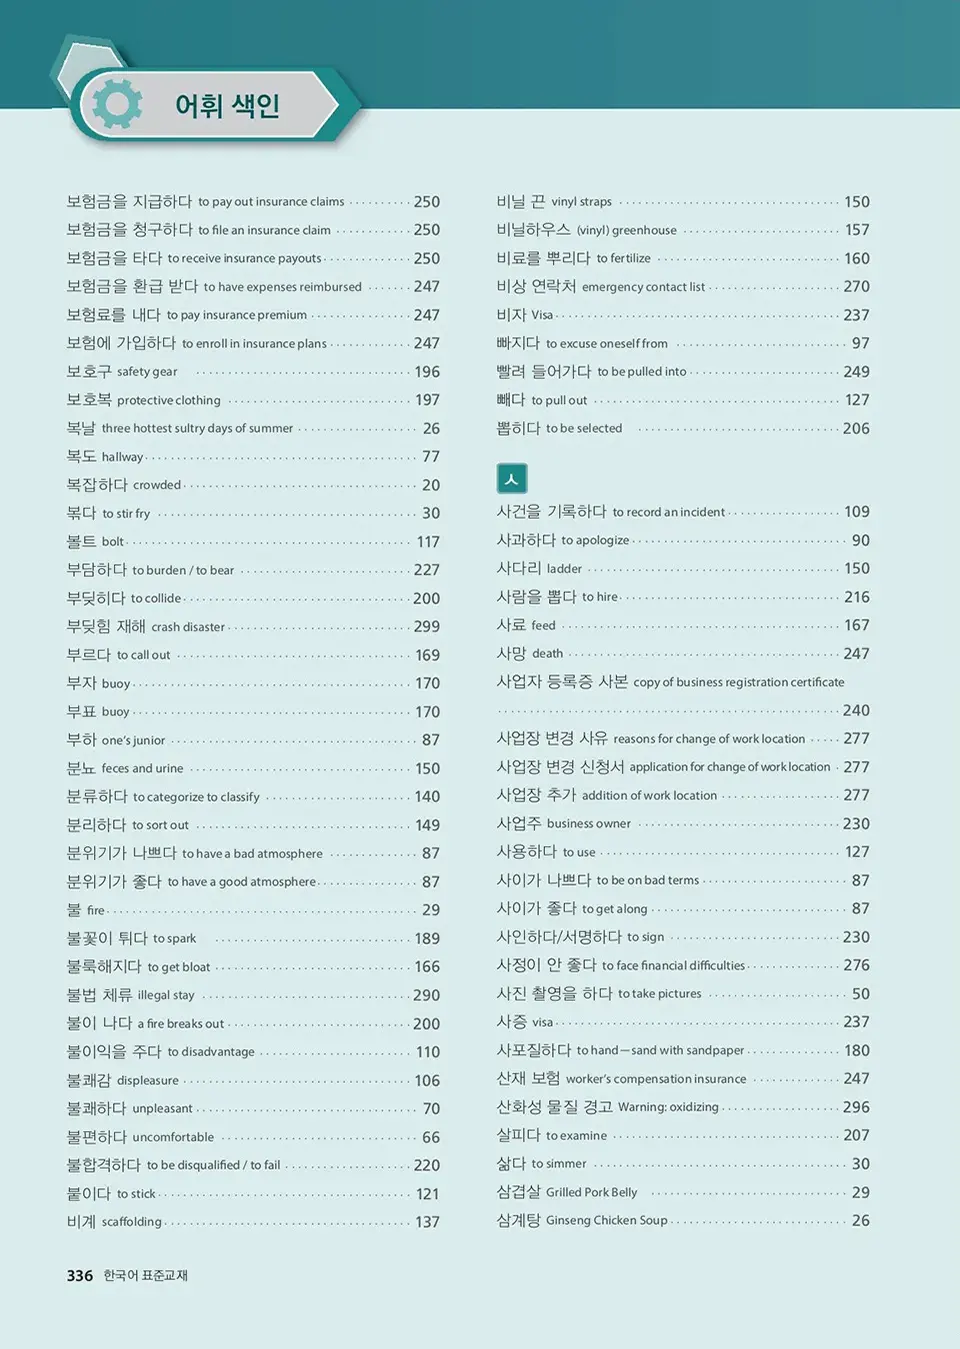 어휘 색인
보험금을 지급하다 to pay out insurance claims ·········· 250
보험금을 청구하다 to file an insurance claim ············ 250
보험금을 타다 to receive insurance payouts ·············· 250
보험금을 환급 받다 to have expenses reimbursed ······· 247
보험료를 내다 to pay insurance premium ················ 247
보험에 가입하다 to enroll in insurance plans ············· 247
보호구 safety gear ·································· 196
보호복 protective clothing ····························· 197
복날 three hottest sultry days of summer ··················· 26
복도 hallway ·········································· 77
복잡하다 crowded ···································· 20
볶다 to stir fry ········································ 30
볼트 bolt ············································ 117
부담하다 to burden / to bear ···························· 227
부딪히다 to collide ···································· 200
부딪힘 재해 crash disaster ····························· 299
부르다 to call out ····································· 169
부자 buoy ············································ 170
부표 buoy ············································ 170
부하 one's junior ······································ 87
분뇨 feces and urine ··································· 150
분류하다 to categorize to classify ······················· 140
분리하다 to sort out ·································· 149
분위기가 나쁘다 to have a bad atmosphere ·············· 87
분위기가 좋다 to have a good atmosphere ················ 87
불 fire ················································ 29
불꽃이 튀다 to spark ······························· 189
불룩해지다 to get bloat ······························· 166
불법 체류 illegal stay ································· 290
불이 나다 a fire breaks out ····························· 200
불이익을 주다 to disadvantage ························ 110
불쾌감 displeasure ···································· 106
불쾌하다 unpleasant ·································· 70
불편하다 uncomfortable ······························ 66
불합격하다 to be disqualified / to fail ···················· 220
붙이다 to stick ········································ 121
비계 scaffolding ······································· 137
비닐 끈 vinyl straps ··································· 150
비닐하우스 (vinyl) greenhouse ························· 157
비료를 뿌리다 to fertilize ····························· 160
비상 연락처 emergency contact list ····················· 270
비자 Visa ············································· 237
빠지다 to excuse oneself from ··························· 97
빨려 들어가다 to be pulled into ························ 249
빼다 to pull out ······································· 127
뽑히다 to be selected ································ 206
ㅅ
사건을 기록하다 to record an incident ·················· 109
사과하다 to apologize ·································· 90
사다리 ladder ········································ 150
사람을 뽑다 to hire ··································· 216
사료 feed ············································ 167
사망 death ··········································· 247
사업자 등록증 사본 copy of business registration certificate
······················································ 240
사업장 변경 사유 reasons for change of work location ····· 277
사업장 변경 신청서 application for change of work location · 277
사업장 추가 addition of work location ··················· 277
사업주 business owner ································ 230
사용하다 to use ······································· 127
사이가 나쁘다 to be on bad terms ······················· 87
사이가 좋다 to get along ································ 87
사인하다/서명하다 to sign ··························· 230
사정이 안 좋다 to face financial difficulties ··············· 276
사진 촬영을 하다 to take pictures ······················ 50
사증 visa ············································· 237
사포질하다 to hand—sand with sandpaper ··············· 180
산재 보험 worker's compensation insurance ·············· 247
산화성 물질 경고 Warning: oxidizing ··················· 296
살피다 to examine ···································· 207
삶다 to simmer ······································· 30
삼겹살 Grilled Pork Belly ······························· 29
삼계탕 Ginseng Chicken Soup ···························· 26
336 한국어 표준교재